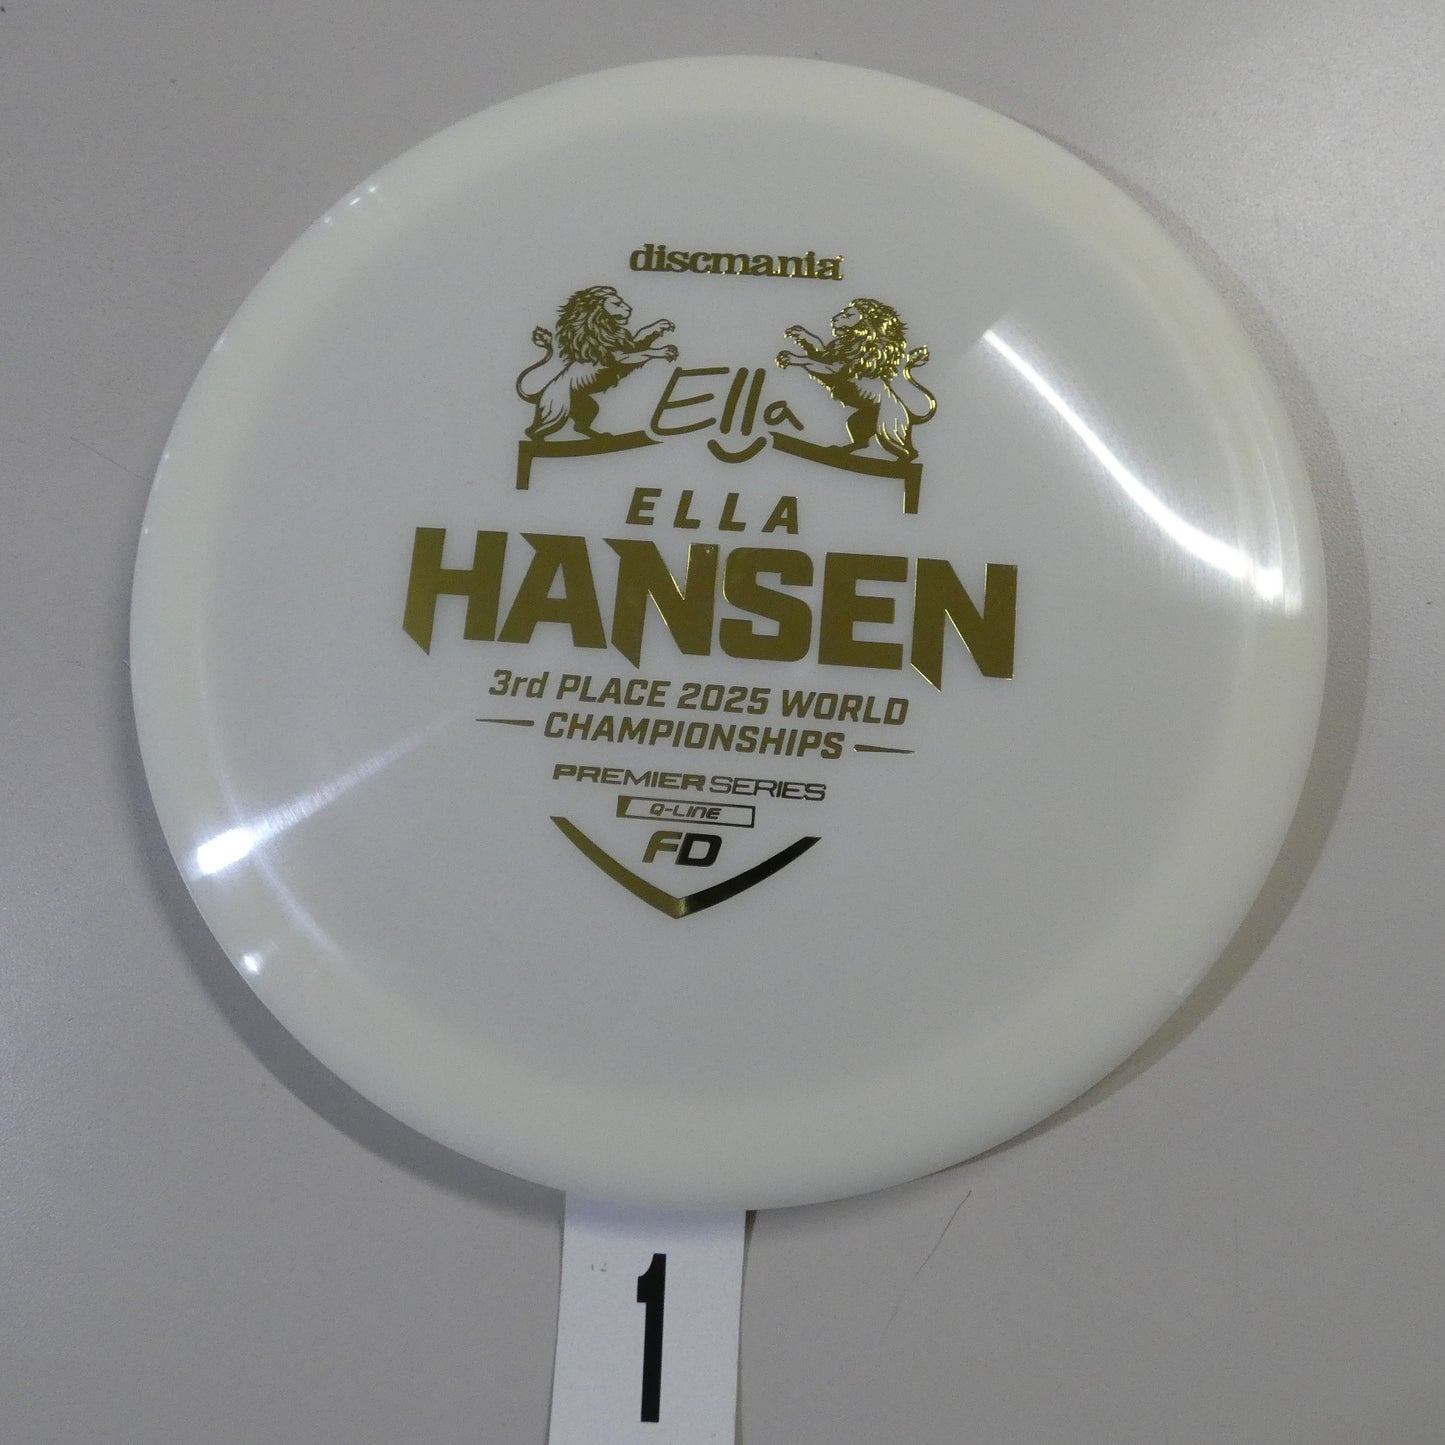 discmania
Ella
ELLA
HANSEN
3rd PLACE 2025 WORLD
CHAMPIONSHIPS
PREMIER SERIES
Q-LINE
FD
1